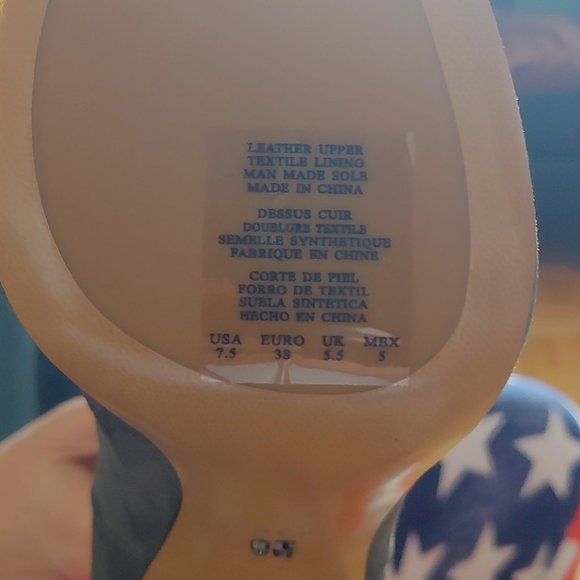 LEATHER UPPER
TEXTILE LINING
MAN MADE SOLE
MADE IN CHINA
DESSUS CUIR
DOUBLURE TEXTILE
SEMELLE SYNTHETIQUE
FABRIQUE EN CHINE
CORTE DE PIEL
FORRO DE TEXTIL
SUELA SINTETICA
HECHO EN CHINA
USA EURO UK MEX
7.5 38 5.5 5